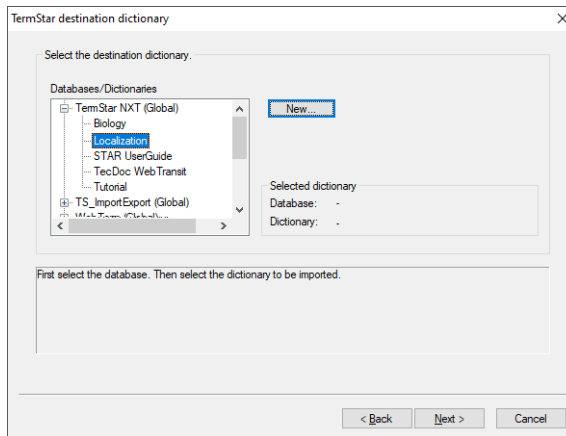 TermStar destination dictionary
Select the destination dictionary.
Databases/Dictionaries
TermStar NXT (Global)
Biology
Localization
STAR UserGuide
TecDoc WebTransit
Tutorial
TS_ImportExport (Global)
New...
Selected dictionary
Database: -
Dictionary: -
First select the database. Then select the dictionary to be imported.
< Back
Next >
Cancel